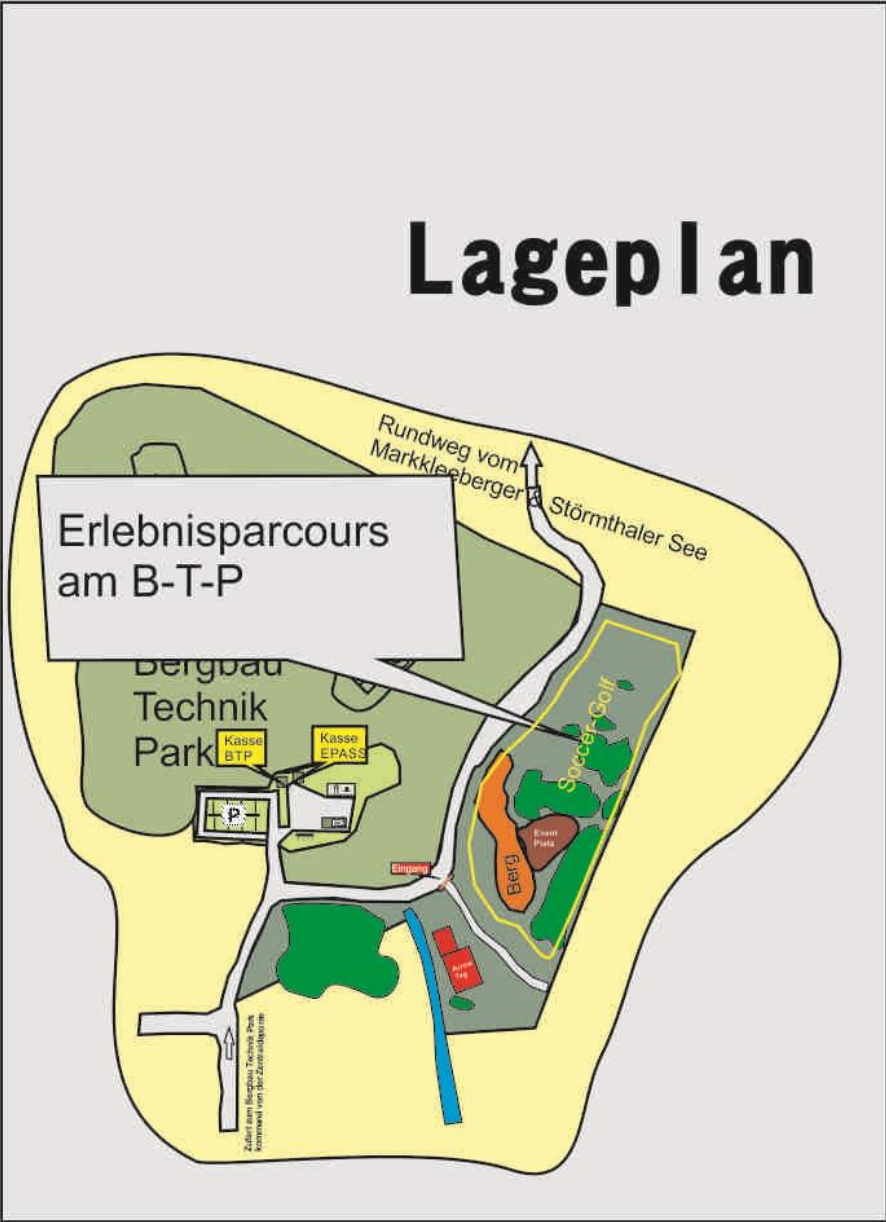 Lageplan
Rundweg vom
Markkleeberger
Störmthaler See
Erlebnisparcours
am B-T-P
Bergbau
Technik
Park
Kasse
BTP
Kasse
EPASS
P
Soccer-Golf
Event
Platz
Berg
Eingang
Zufart zum Bergbau Technik Park
kommend von der Zentraldeponie